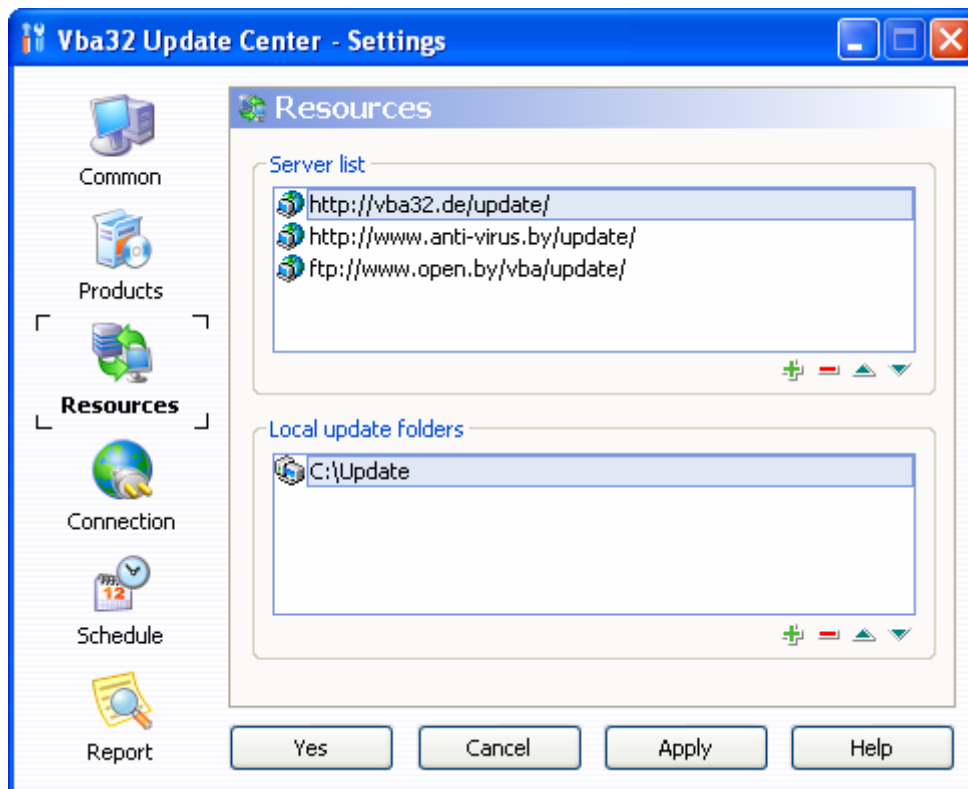 Vba32 Update Center - Settings
Common
Products
Resources
Connection
12
Schedule
Report
Resources
Server list
http://vba32.de/update/
http://www.anti-virus.by/update/
ftp://www.open.by/vba/update/
Local update folders
C:\Update
Yes
Cancel
Apply
Help